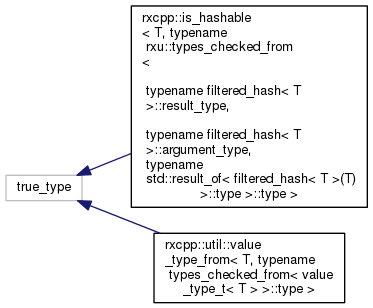 rxcpp::is_hashable
< T, typename
rxu::types_checked_from
<
typename filtered_hash< T
>::result_type,
typename filtered_hash< T
>::argument_type,
typename
std::result_of< filtered_hash< T >(T)
>::type >::type >
true_type
rxcpp::util::value
_type_from< T, typename
types_checked_from< value
_type_t< T > >::type >